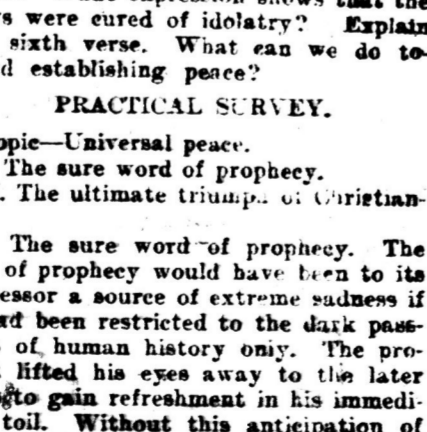 s were cured of idolatry? Explain
sixth verse. What can we do to-
d establishing peace?
PRACTICAL SURVEY.
opic—Universal peace.
The sure word of prophecy.
. The ultimate triumph of Christian-
The sure word of prophecy. The
of prophecy would have been to its
essor a source of extreme sadness if
ad been restricted to the dark pass-
of human history only. The pro-
lifted his eyes away to the later
to gain refreshment in his immedi-
toil. Without this anticipation of